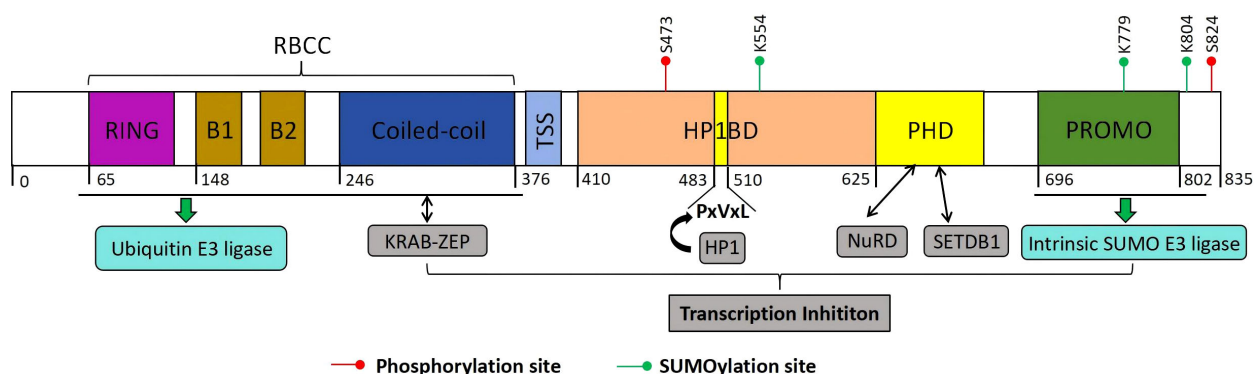 RBCC
S473
K554
K779
K804
S824
RING
B1
B2
Coiled-coil
TSS
HP1BD
PHD
PROMO
0
65
148
246
376
410
483
510
625
696
802
835
PxVxL
Ubiquitin E3 ligase
KRAB-ZEP
HP1
NuRD
SETDB1
Intrinsic SUMO E3 ligase
Transcription Inhititon
Phosphorylation site
SUMOylation site